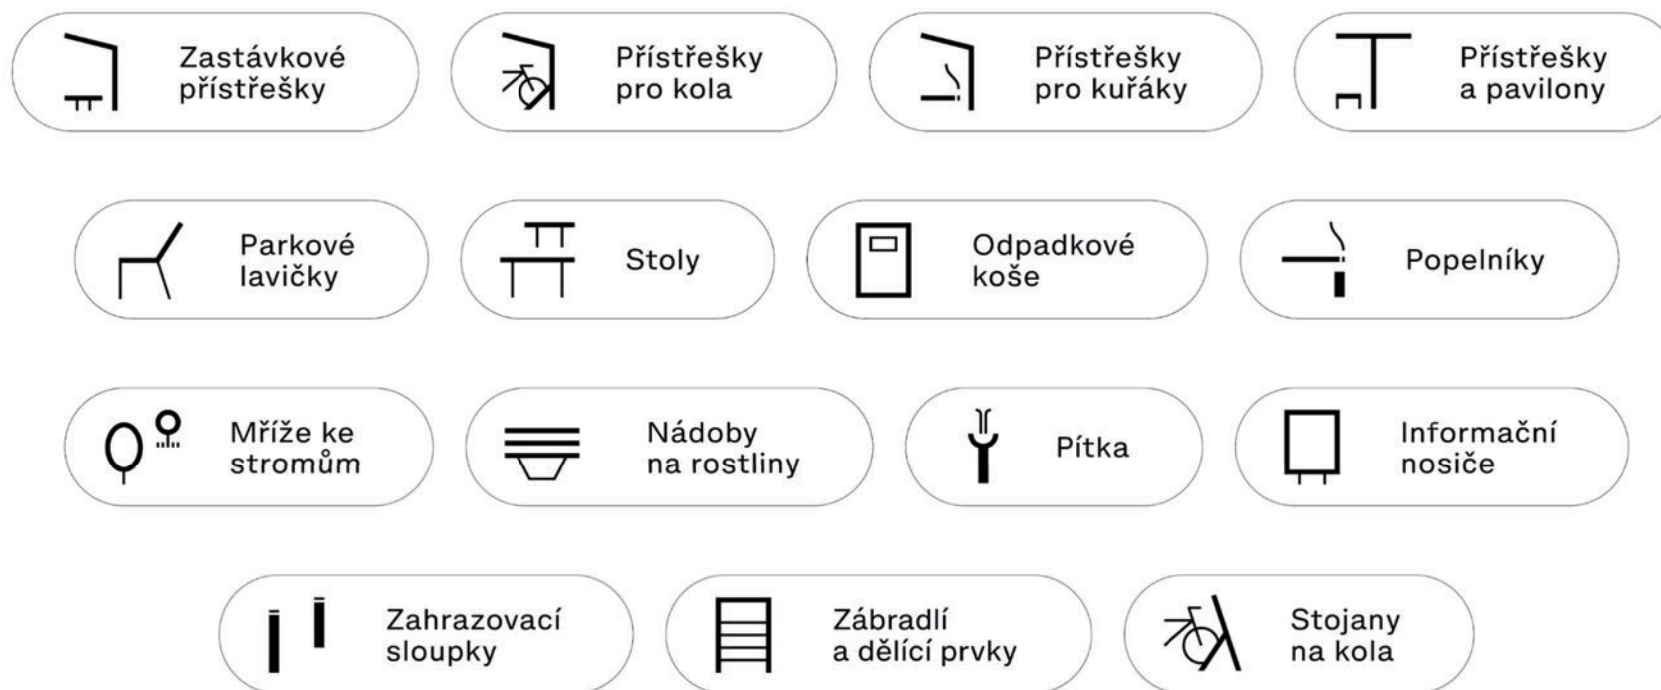 Zastávkové
přístřešky
Přístřešky
pro kola
Přístřešky
pro kuřáky
Přístřešky
a pavilony
Parkové
lavičky
Stoly
Odpadkové
koše
Popelníky
Mříže ke
stromům
Nádoby
na rostliny
Pítka
Informační
nosiče
Zahrazovací
sloupky
Zábradlí
a dělící prvky
Stojany
na kola